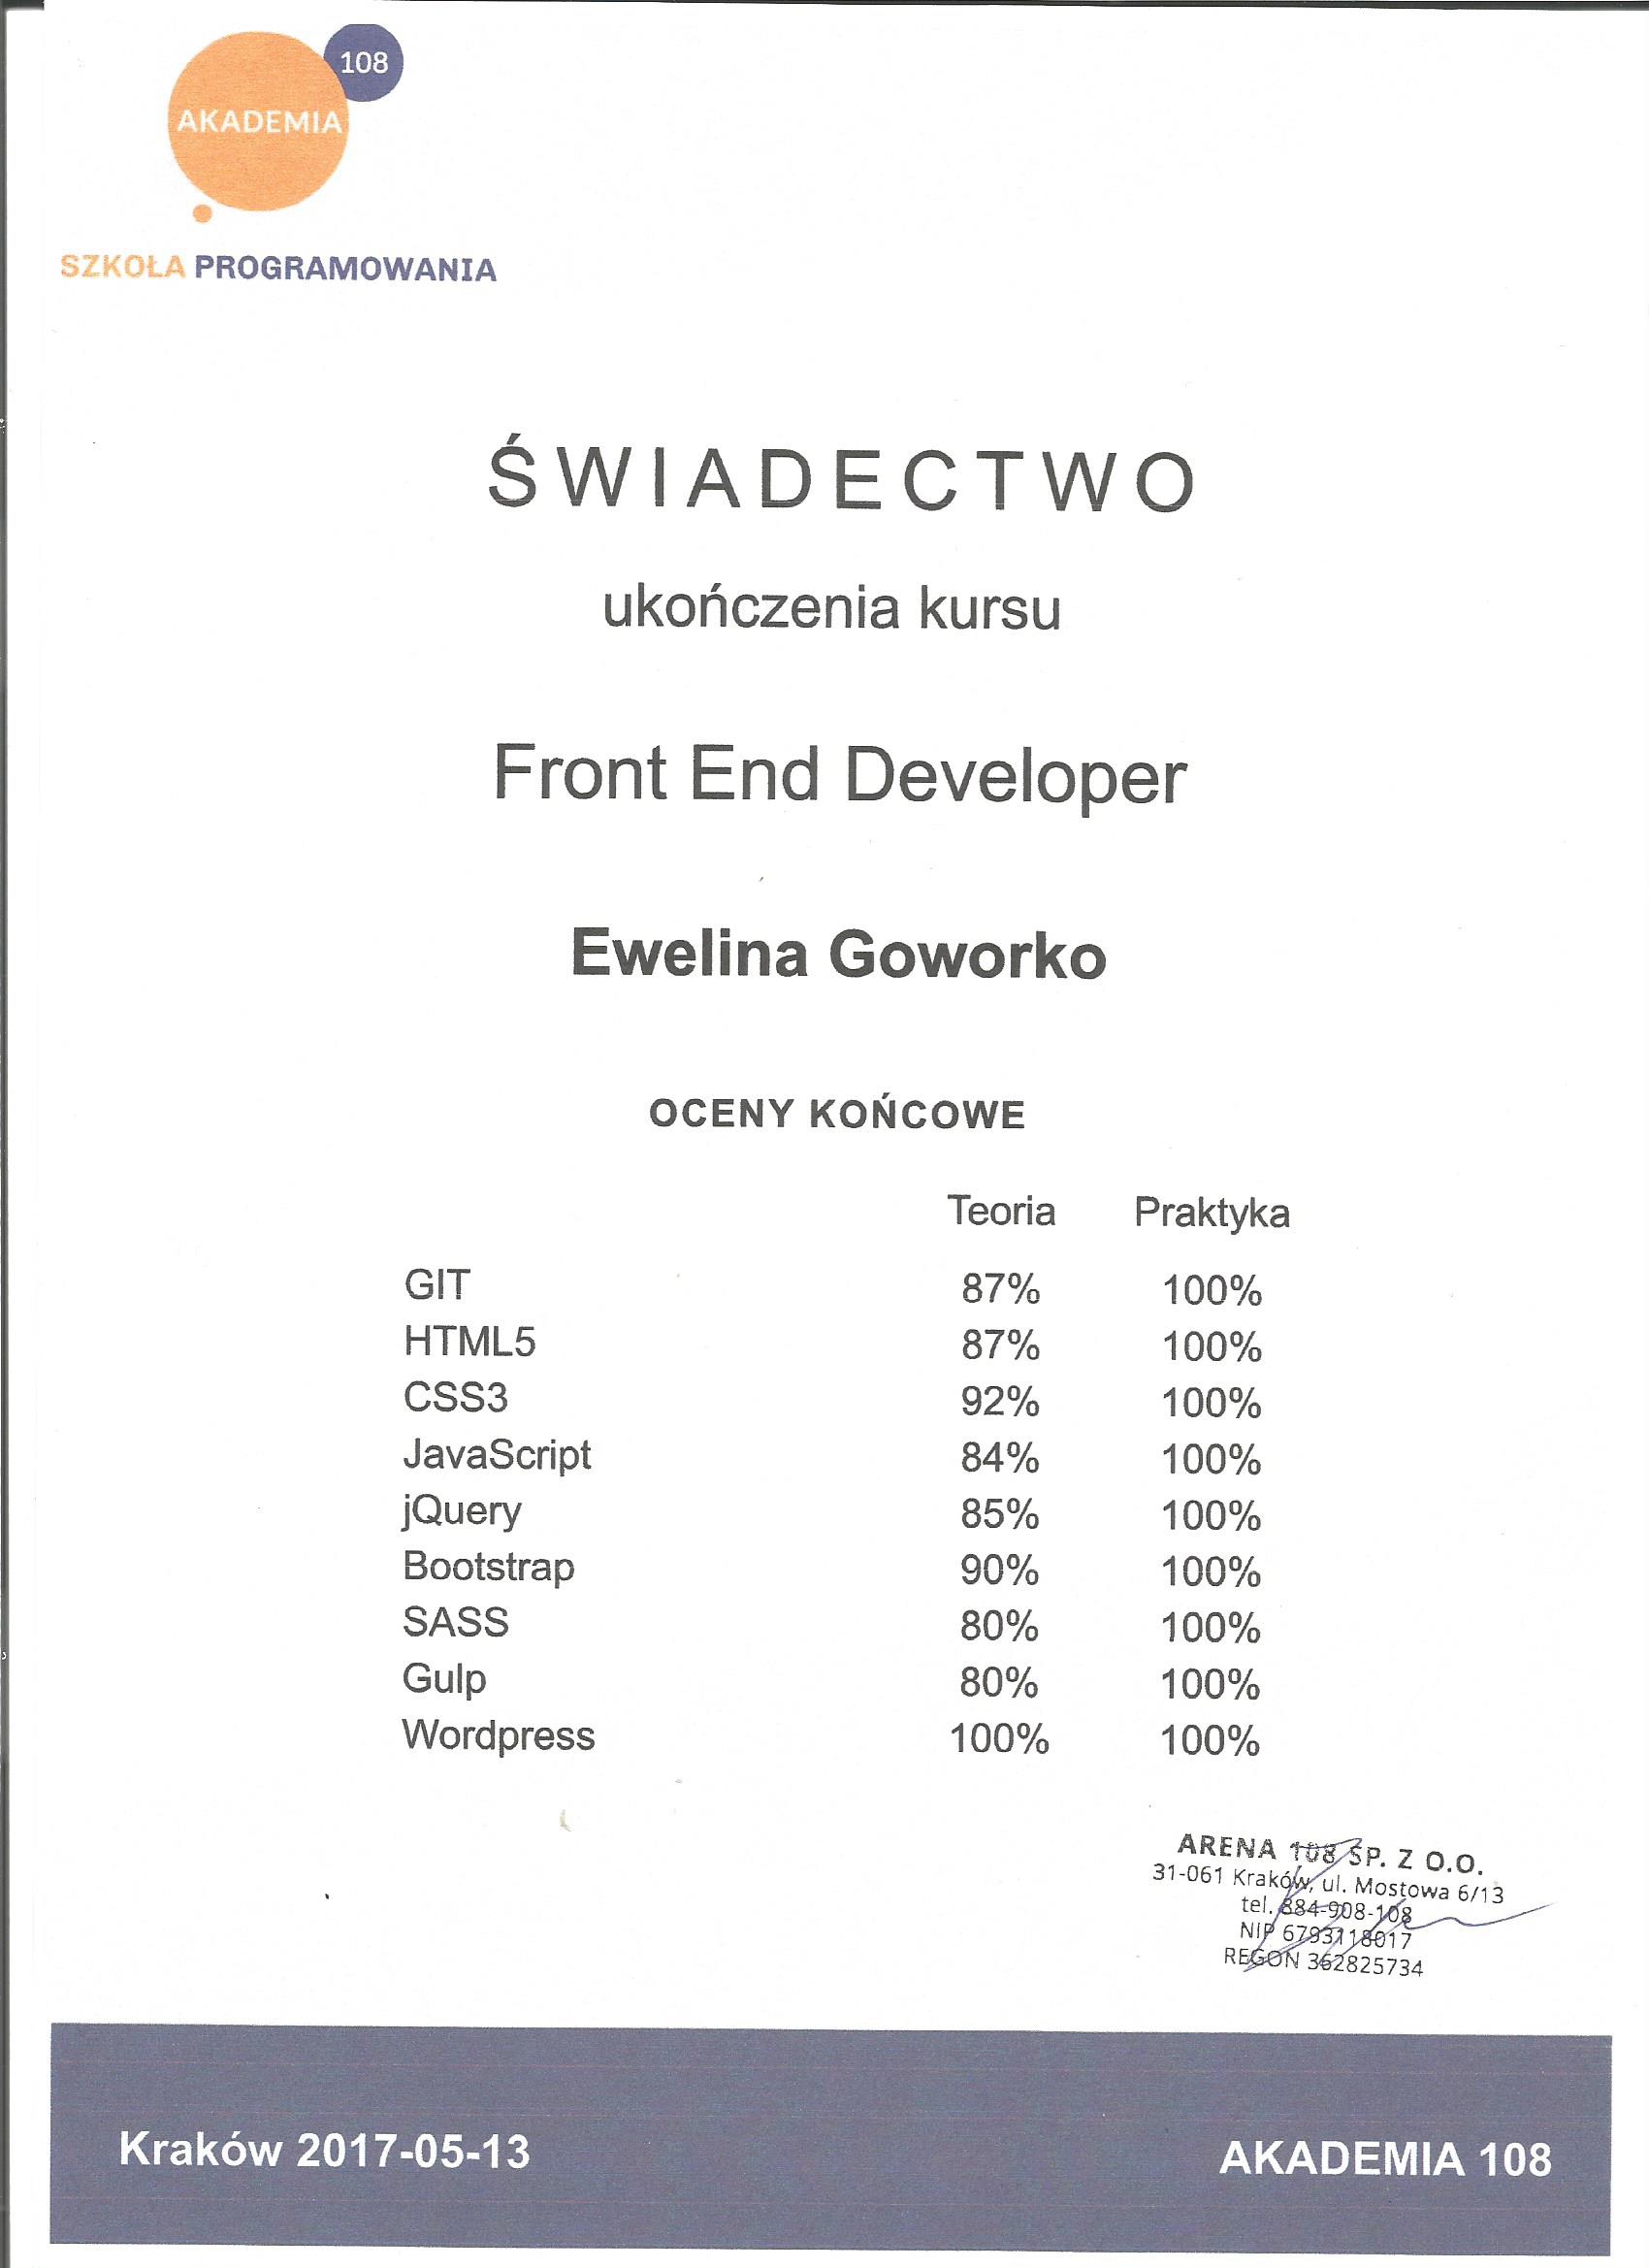 108
AKADEMIA
SZKOŁA PROGRAMOWANIA
ŚWIADECTWO
ukończenia kursu
Front End Developer
Ewelina Goworko
OCENY KOŃCOWE
Teoria Praktyka
GIT 87% 100%
HTML5 87% 100%
CSS3 92% 100%
JavaScript 84% 100%
jQuery 85% 100%
Bootstrap 90% 100%
SASS 80% 100%
Gulp 80% 100%
Wordpress 100% 100%
ARENA 108 SP. Z O.O.
31-061 Kraków, ul. Mostowa 6/13
tel. 884-908-108
NIP 6793118017
REGON 362825734
Kraków 2017-05-13
AKADEMIA 108